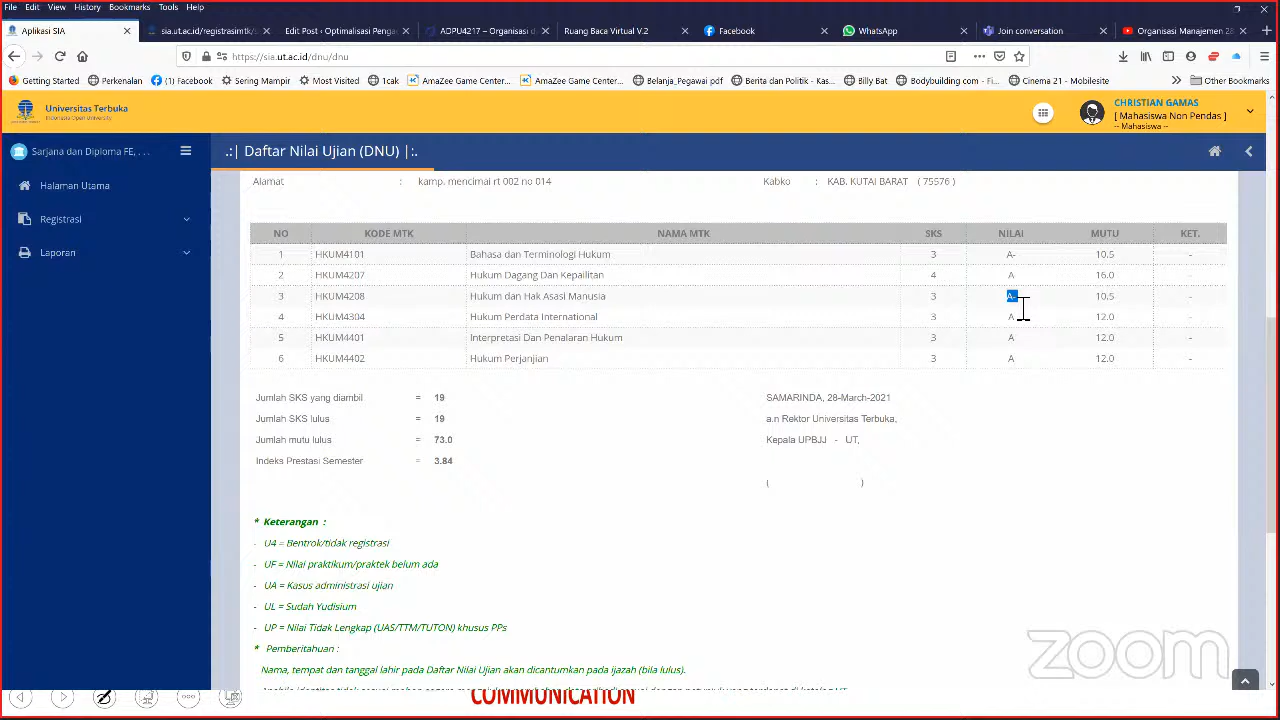 File Edit View History Bookmarks Tools Help
Aplikasi SIA
sia.ut.ac.id/registrasimtk/s
Edit Post ‹ Optimalisasi Penga
ADPU4217 – Organisasi d
Ruang Baca Virtual V.2
Facebook
WhatsApp
Join conversation
Organisasi Manajemen 28
https://sia.ut.ac.id/dnu/dnu
Getting Started
Perkenalan
(1) Facebook
Sering Mampir
Most Visited
1cak
AmaZee Game Center...
AmaZee Game Center...
Belanja_Pegawai p
Berita dan Politik - Kas...
Billy Bat
Bodybuilding.com - Fi...
Cinema 21 - Mobilesite
Other Bookmarks
Universitas Terbuka
Indonesia Open University
CHRISTIAN GAMAS
[ Mahasiswa Non Pendas ]
-- Mahasiswa --
Sarjana dan Diploma FE, . . .
.:| Daftar Nilai Ujian (DNU) |:.
Halaman Utama
Registrasi
Laporan
Alamat : kamp. mencimai rt 002 no 014 Kabko : KAB. KUTAI BARAT ( 75576 )
NO KODE MTK NAMA MTK SKS NILAI MUTU KET.
1 HKUM4101 Bahasa dan Terminologi Hukum 3 A- 10.5 -
2 HKUM4207 Hukum Dagang Dan Kepailitan 4 A 16.0 -
3 HKUM4208 Hukum dan Hak Asasi Manusia 3 A- 10.5 -
4 HKUM4304 Hukum Perdata International 3 A 12.0 -
5 HKUM4401 Interpretasi Dan Penalaran Hukum 3 A 12.0 -
6 HKUM4402 Hukum Perjanjian 3 A 12.0 -
Jumlah SKS yang diambil = 19
Jumlah SKS lulus = 19
Jumlah mutu lulus = 73.0
Indeks Prestasi Semester = 3.84
SAMARINDA, 28-March-2021
a.n Rektor Universitas Terbuka,
Kepala UPBJJ - UT,
( )
* Keterangan :
- U4 = Bentrok/tidak registrasi
- UF = Nilai praktikum/praktek belum ada
- UA = Kasus administrasi ujian
- UL = Sudah Yudisium
- UP = Nilai Tidak Lengkap (UAS/TTM/TUTON) khusus PPs
* Pemberitahuan :
Nama, tempat dan tanggal lahir pada Daftar Nilai Ujian akan dicantumkan pada ijazah (bila lulus).
zoom
COMMUNICATION